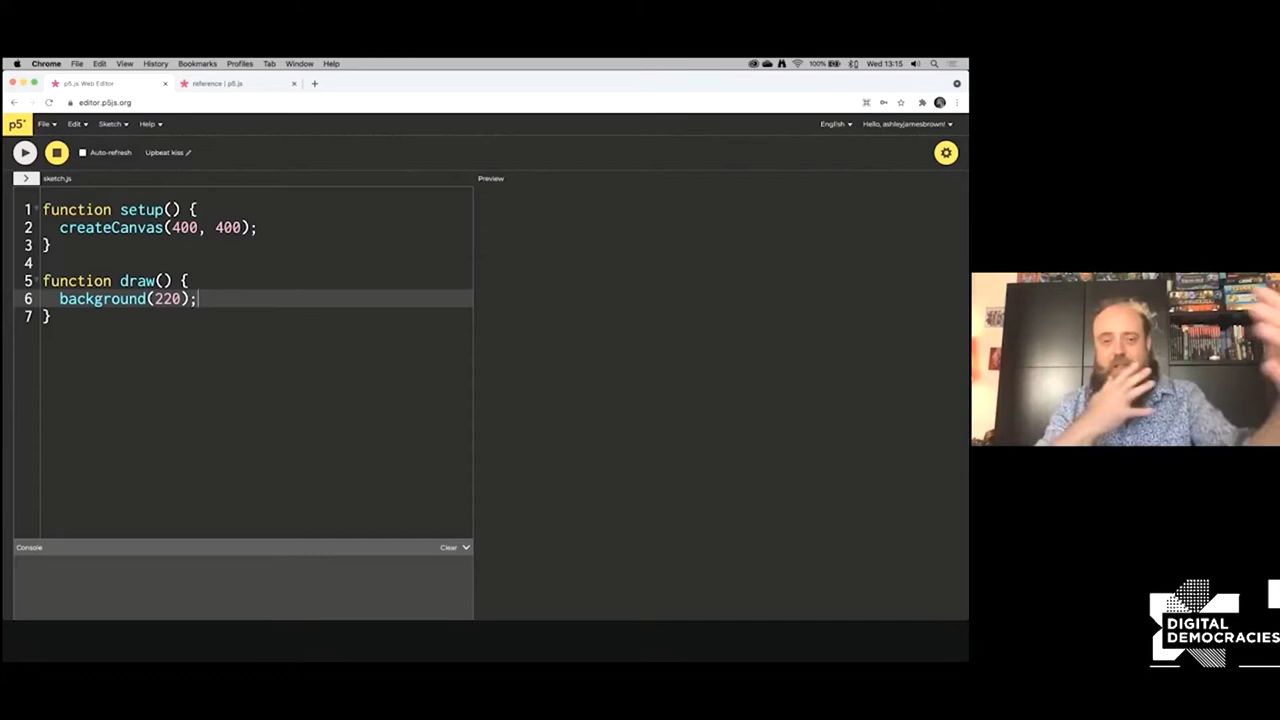 Chrome File Edit View History Bookmarks Profiles Tab Window Help 100% Wed 13:15
p5.js Web Editor reference | p5.js
editor.p5js.org
p5* File Edit Sketch Help English Hello, ashleyjamesbrown!
Auto-refresh Upbeat kiss
sketch.js Preview
1 function setup() {
2 createCanvas(400, 400);
3 }
4
5 function draw() {
6 background(220);
7 }
Console Clear
DIGITAL
DEMOCRACIES